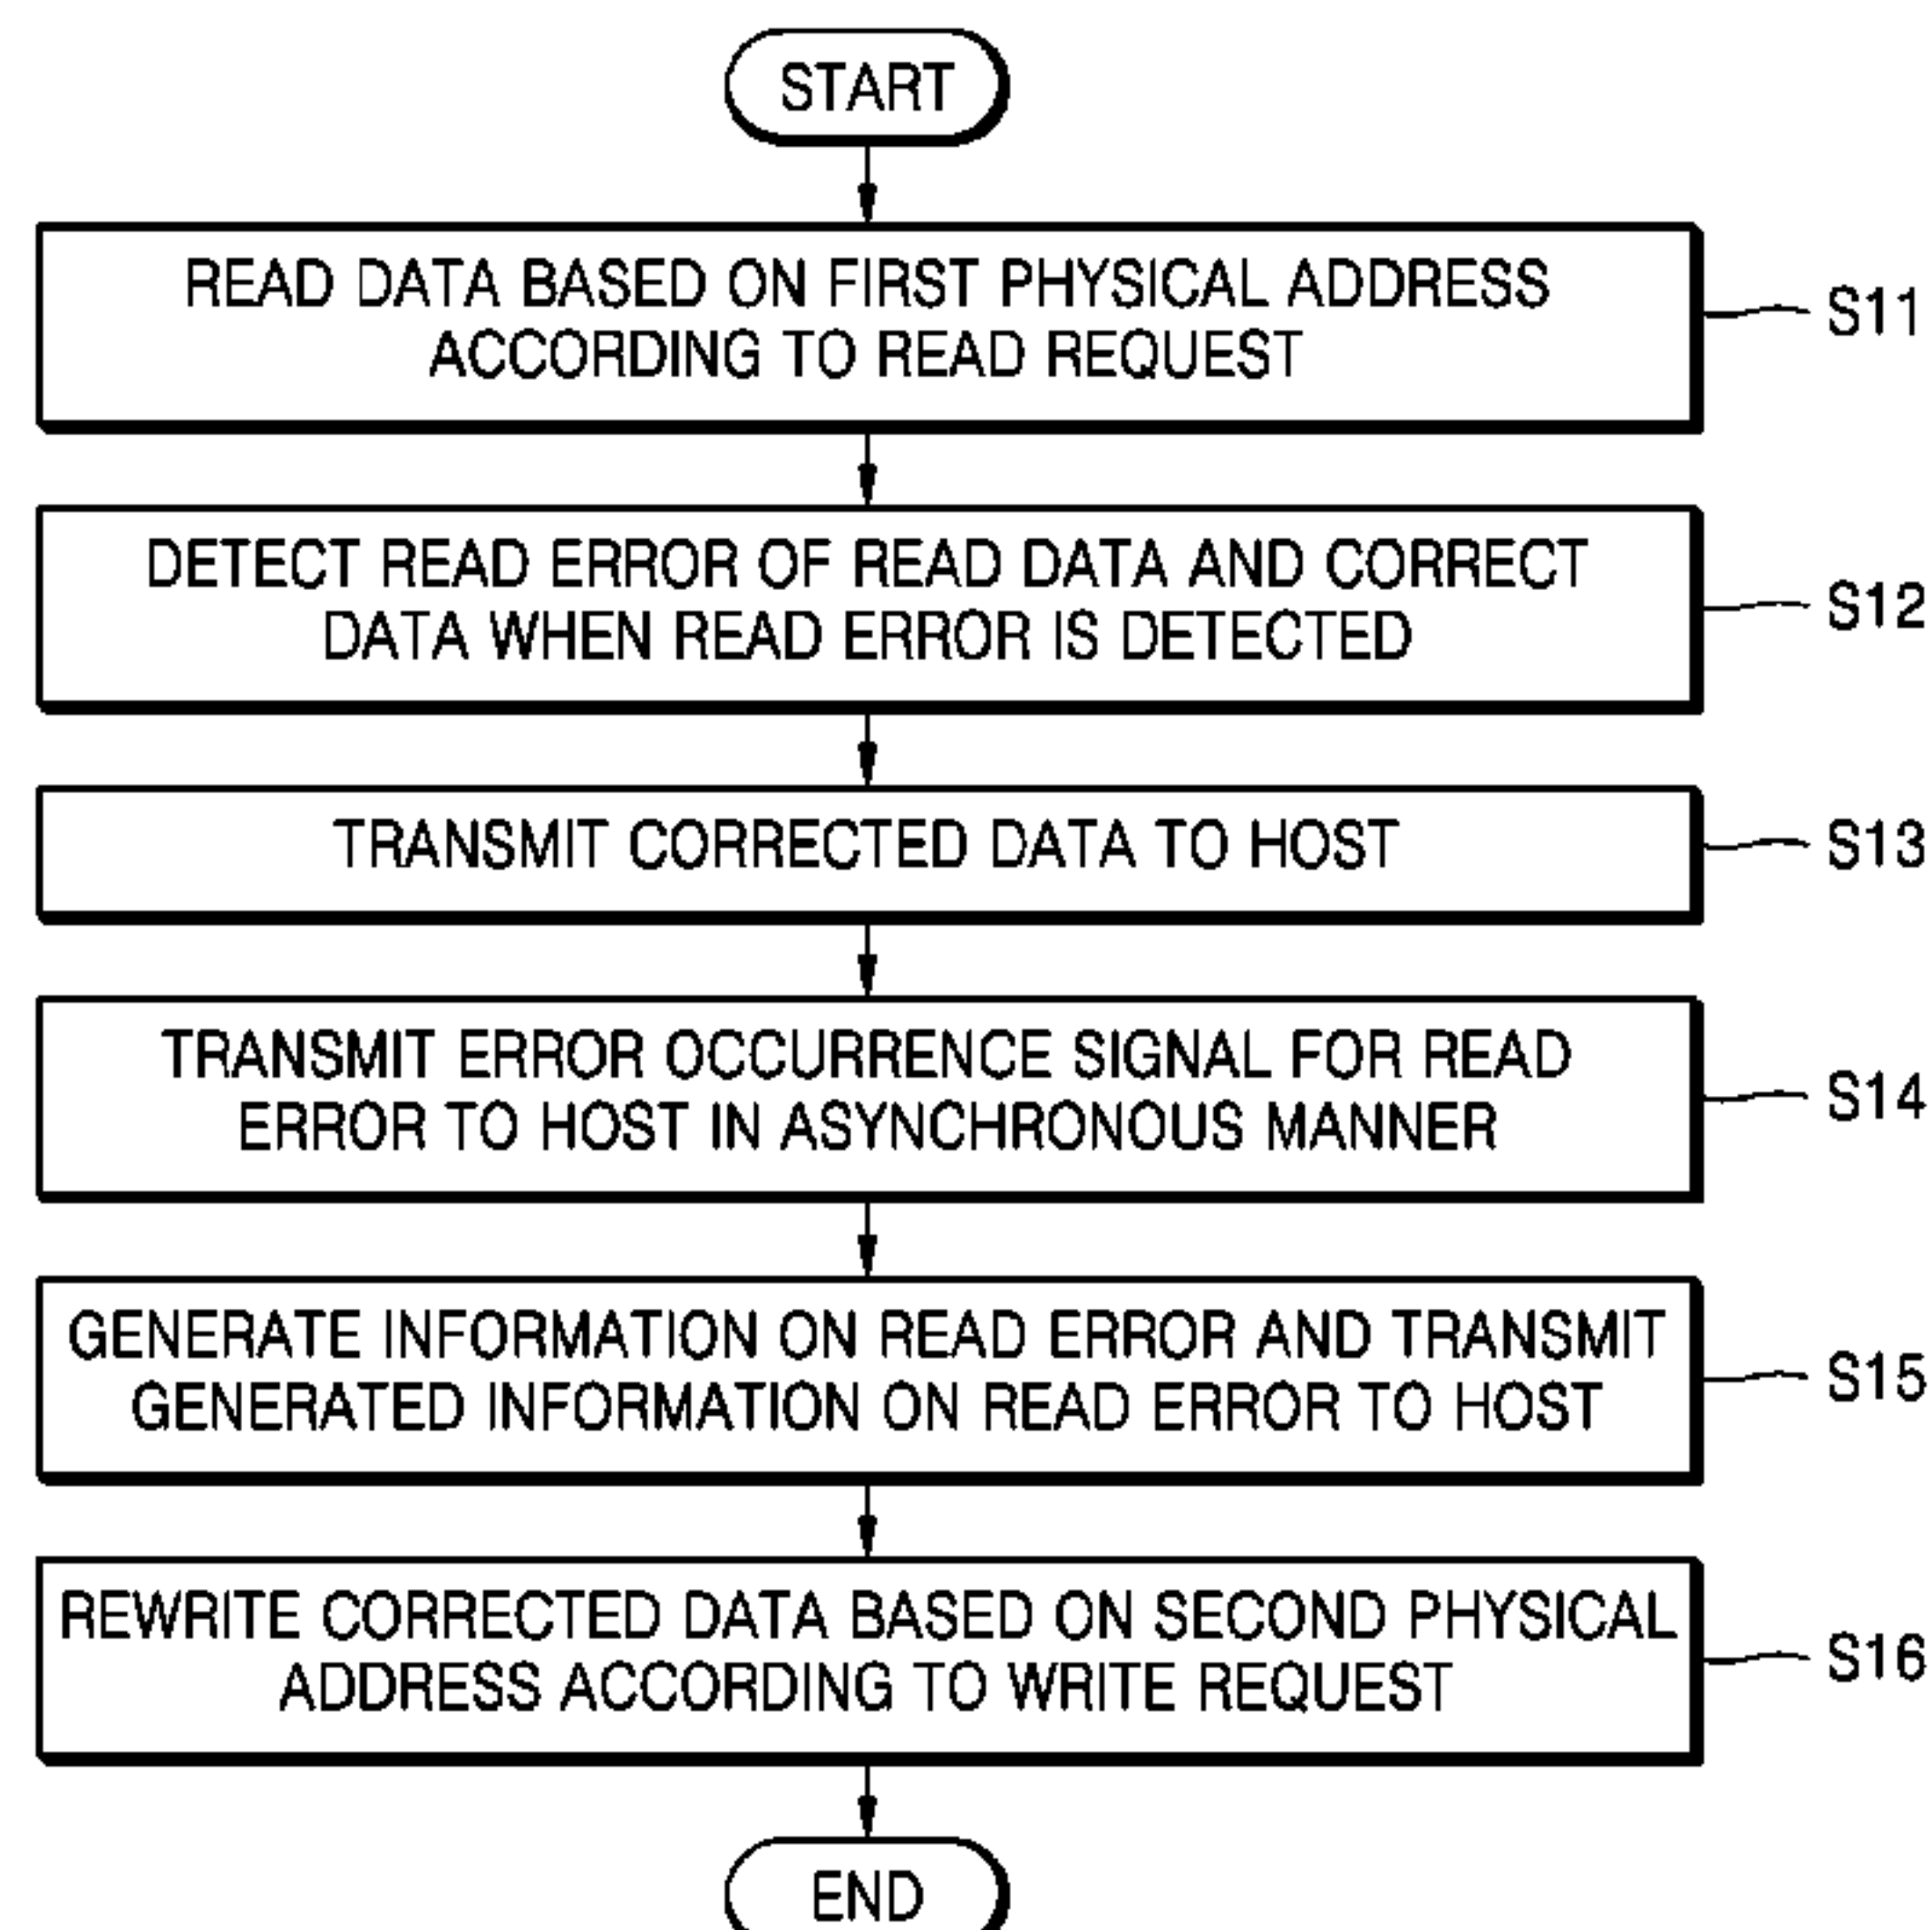 START
READ DATA BASED ON FIRST PHYSICAL ADDRESS
ACCORDING TO READ REQUEST
S11
DETECT READ ERROR OF READ DATA AND CORRECT
DATA WHEN READ ERROR IS DETECTED
S12
TRANSMIT CORRECTED DATA TO HOST
S13
TRANSMIT ERROR OCCURRENCE SIGNAL FOR READ
ERROR TO HOST IN ASYNCHRONOUS MANNER
S14
GENERATE INFORMATION ON READ ERROR AND TRANSMIT
GENERATED INFORMATION ON READ ERROR TO HOST
S15
REWRITE CORRECTED DATA BASED ON SECOND PHYSICAL
ADDRESS ACCORDING TO WRITE REQUEST
S16
END